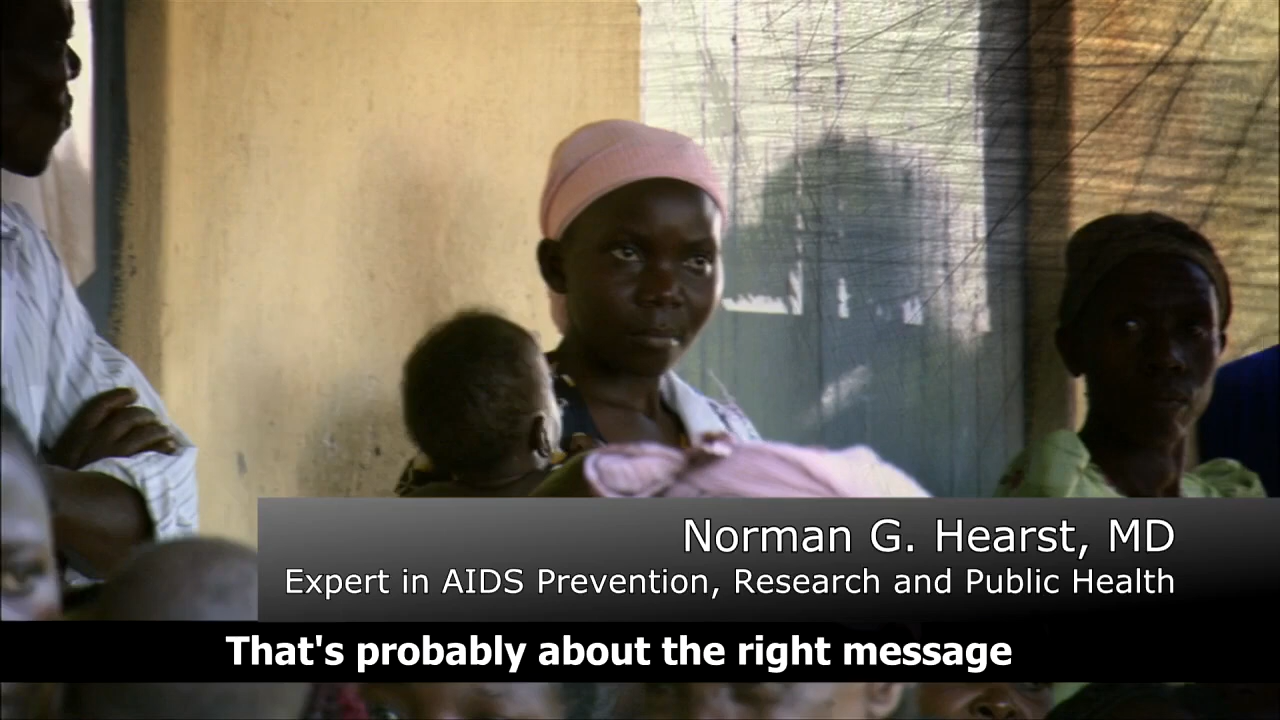 Norman G. Hearst, MD
Expert in AIDS Prevention, Research and Public Health
That's probably about the right message